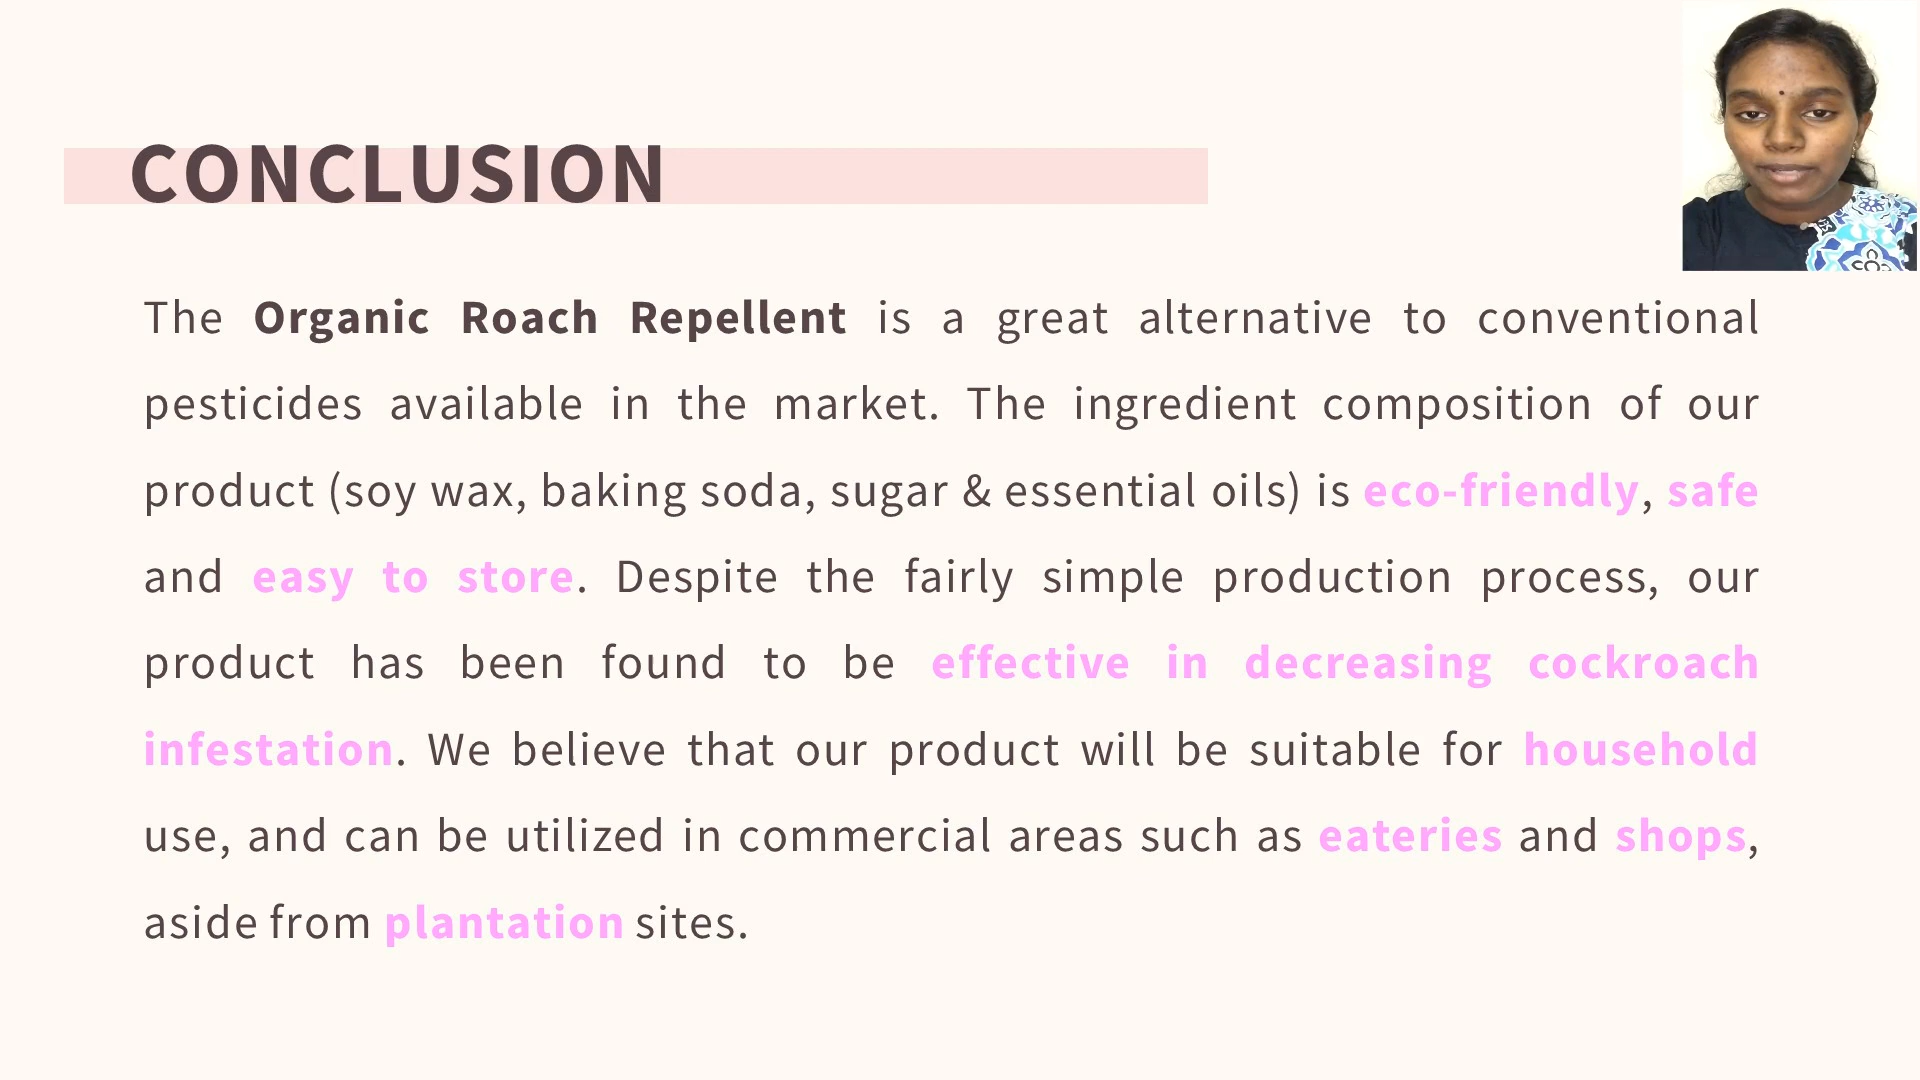 CONCLUSION
The Organic Roach Repellent is a great alternative to conventional
pesticides available in the market. The ingredient composition of our
product (soy wax, baking soda, sugar & essential oils) is eco-friendly, safe
and easy to store. Despite the fairly simple production process, our
product has been found to be effective in decreasing cockroach
infestation. We believe that our product will be suitable for household
use, and can be utilized in commercial areas such as eateries and shops,
aside from plantation sites.